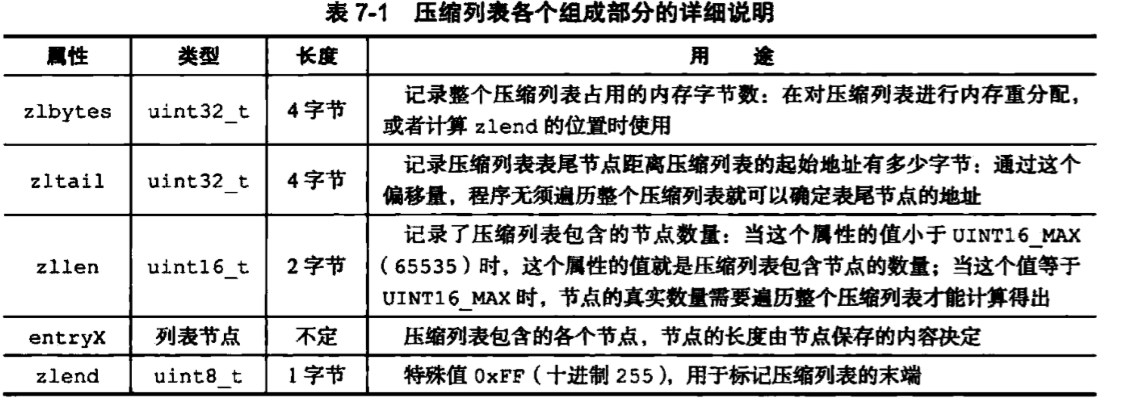 表 7-1 压缩列表各个组成部分的详细说明
属性 类型 长度 用 途
zlbytes uint32_t 4 字节 记录整个压缩列表占用的内存字节数：在对压缩列表进行内存重分配，
或者计算 zlend 的位置时使用
zltail uint32_t 4 字节 记录压缩列表表尾节点距离压缩列表的起始地址有多少字节：通过这个
偏移量，程序无须遍历整个压缩列表就可以确定表尾节点的地址
zllen uint16_t 2 字节 记录了压缩列表包含的节点数量：当这个属性的值小于 UINT16_MAX
（65535）时，这个属性的值就是压缩列表包含节点的数量；当这个值等于
UINT16_MAX 时，节点的真实数量需要遍历整个压缩列表才能计算得出
entryX 列表节点 不定 压缩列表包含的各个节点，节点的长度由节点保存的内容决定
zlend uint8_t 1 字节 特殊值 0xFF（十进制 255），用于标记压缩列表的末端